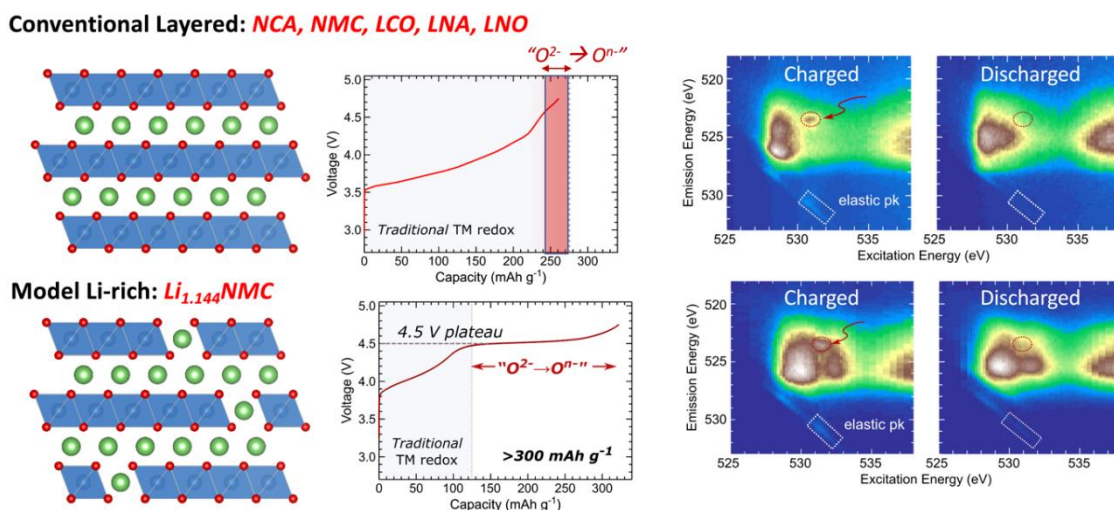 Conventional Layered: NCA, NMC, LCO, LNA, LNO
"O²⁻ → Oⁿ⁻"
5.0
4.5
4.0
3.5
3.0
Voltage (V)
Traditional TM redox
0 50 100 150 200 250 300
Capacity (mAh g⁻¹)
Charged
Discharged
520
525
530
Emission Energy (eV)
elastic pk
525 530 535 530 535
Excitation Energy (eV)
Model Li-rich: Li₁.₁₄₄NMC
5.0
4.5
4.0
3.5
3.0
Voltage (V)
4.5 V plateau
"O²⁻→Oⁿ⁻"
Traditional
TM redox
>300 mAh g⁻¹
0 50 100 150 200 250 300
Capacity (mAh g⁻¹)
Charged
Discharged
520
525
530
Emission Energy (eV)
elastic pk
525 530 535 530 535
Excitation Energy (eV)